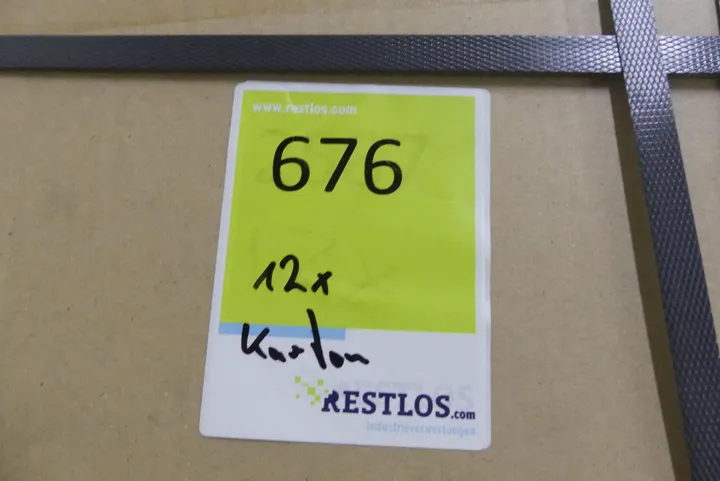 www.restlos.com
676
12x
Karton
RESTLOS.com
industrieverwertungen